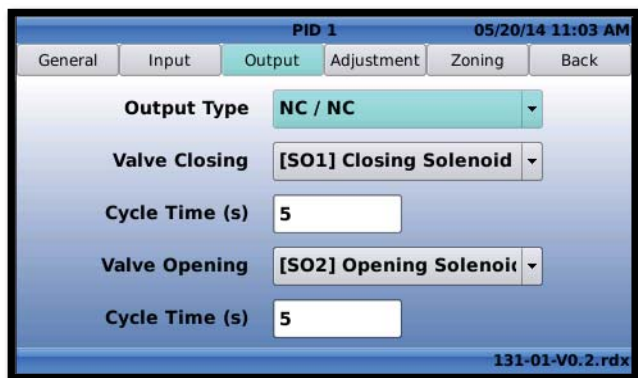 PID 1 05/20/14 11:03 AM
General Input Output Adjustment Zoning Back
Output Type NC / NC
Valve Closing [SO1] Closing Solenoid
Cycle Time (s) 5
Valve Opening [SO2] Opening Solenoid
Cycle Time (s) 5
131-01-V0.2.rdx